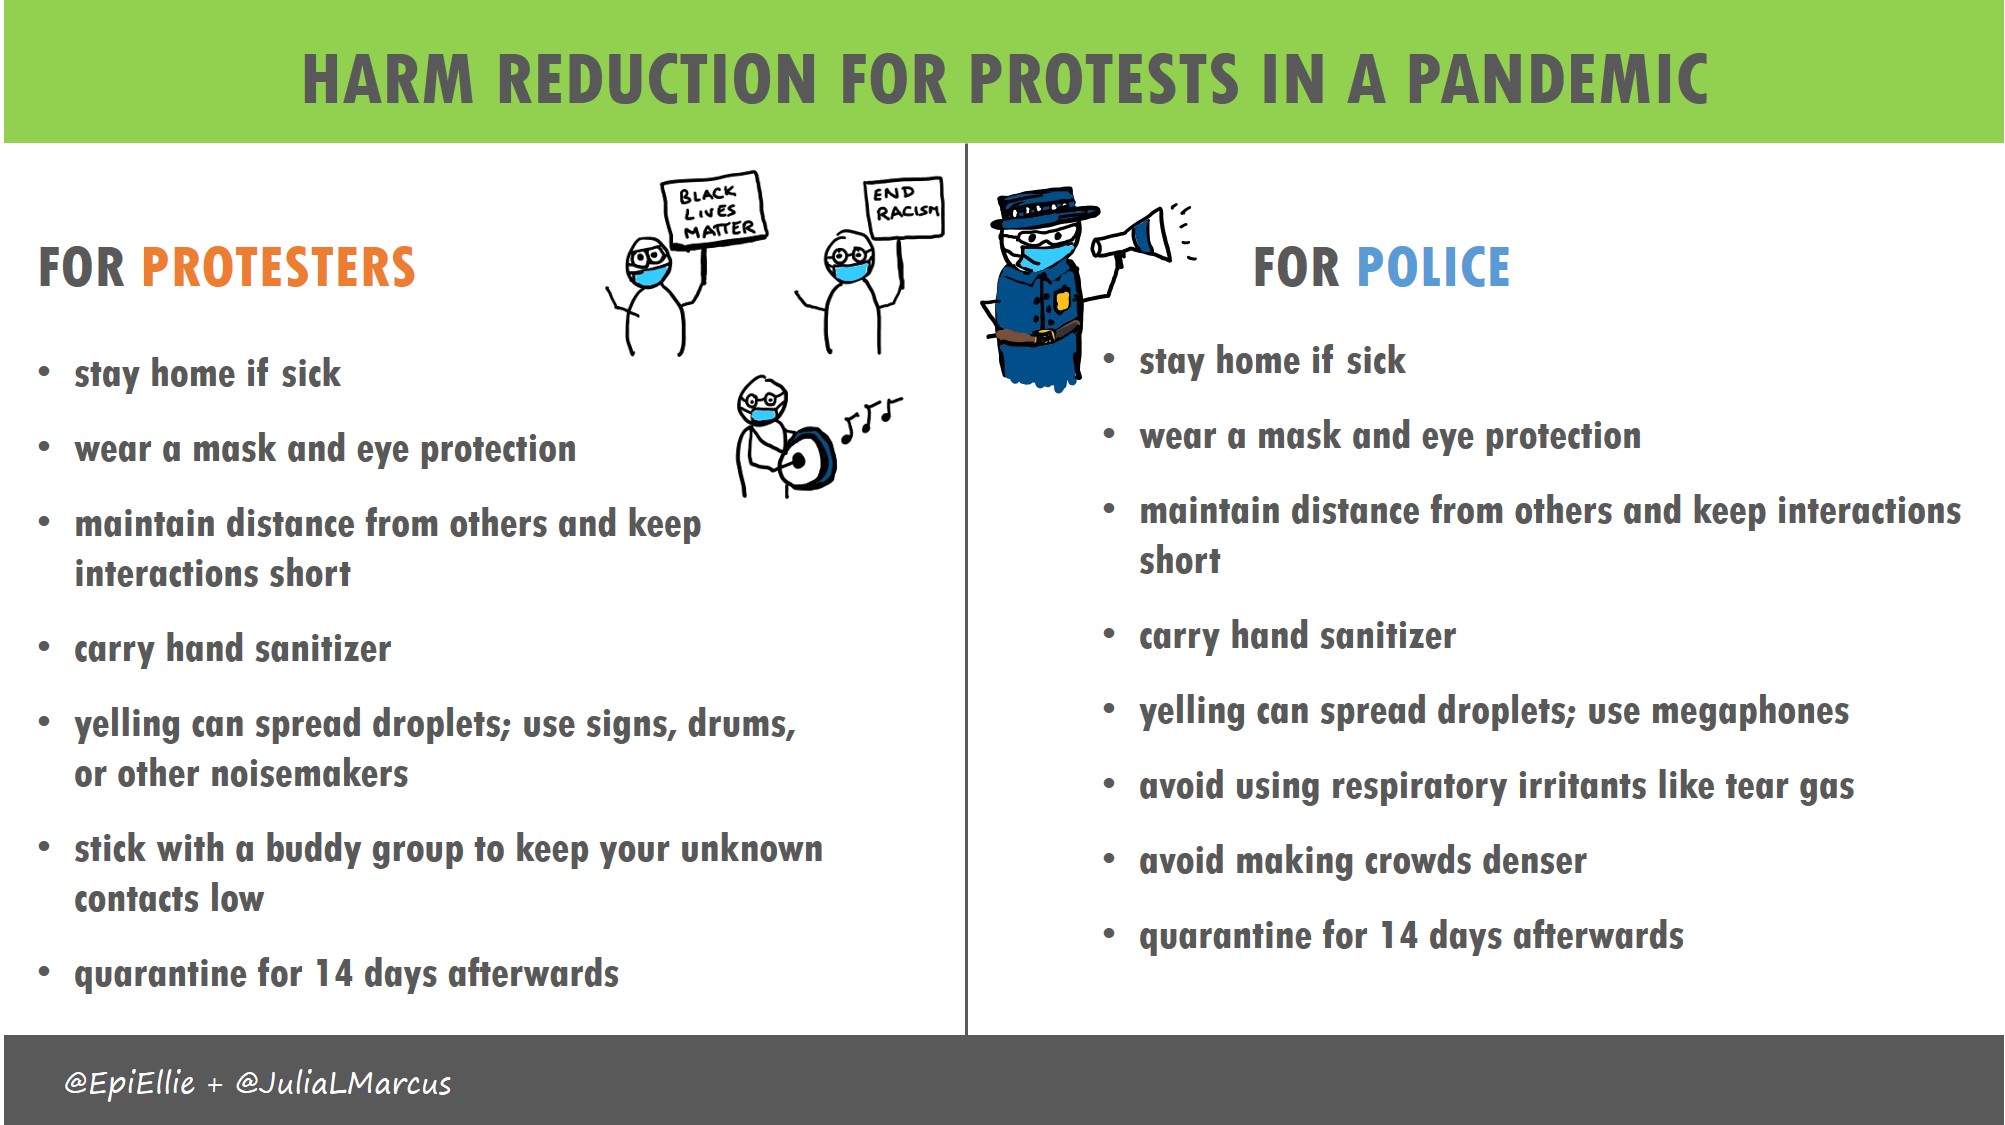 HARM REDUCTION FOR PROTESTS IN A PANDEMIC
FOR PROTESTERS
BLACK
LIVES
MATTER
END
RACISM
• stay home if sick
• wear a mask and eye protection
• maintain distance from others and keep
interactions short
• carry hand sanitizer
• yelling can spread droplets; use signs, drums,
or other noisemakers
• stick with a buddy group to keep your unknown
contacts low
• quarantine for 14 days afterwards
FOR POLICE
• stay home if sick
• wear a mask and eye protection
• maintain distance from others and keep interactions
short
• carry hand sanitizer
• yelling can spread droplets; use megaphones
• avoid using respiratory irritants like tear gas
• avoid making crowds denser
• quarantine for 14 days afterwards
@EpiEllie + @JuliaLMarcus